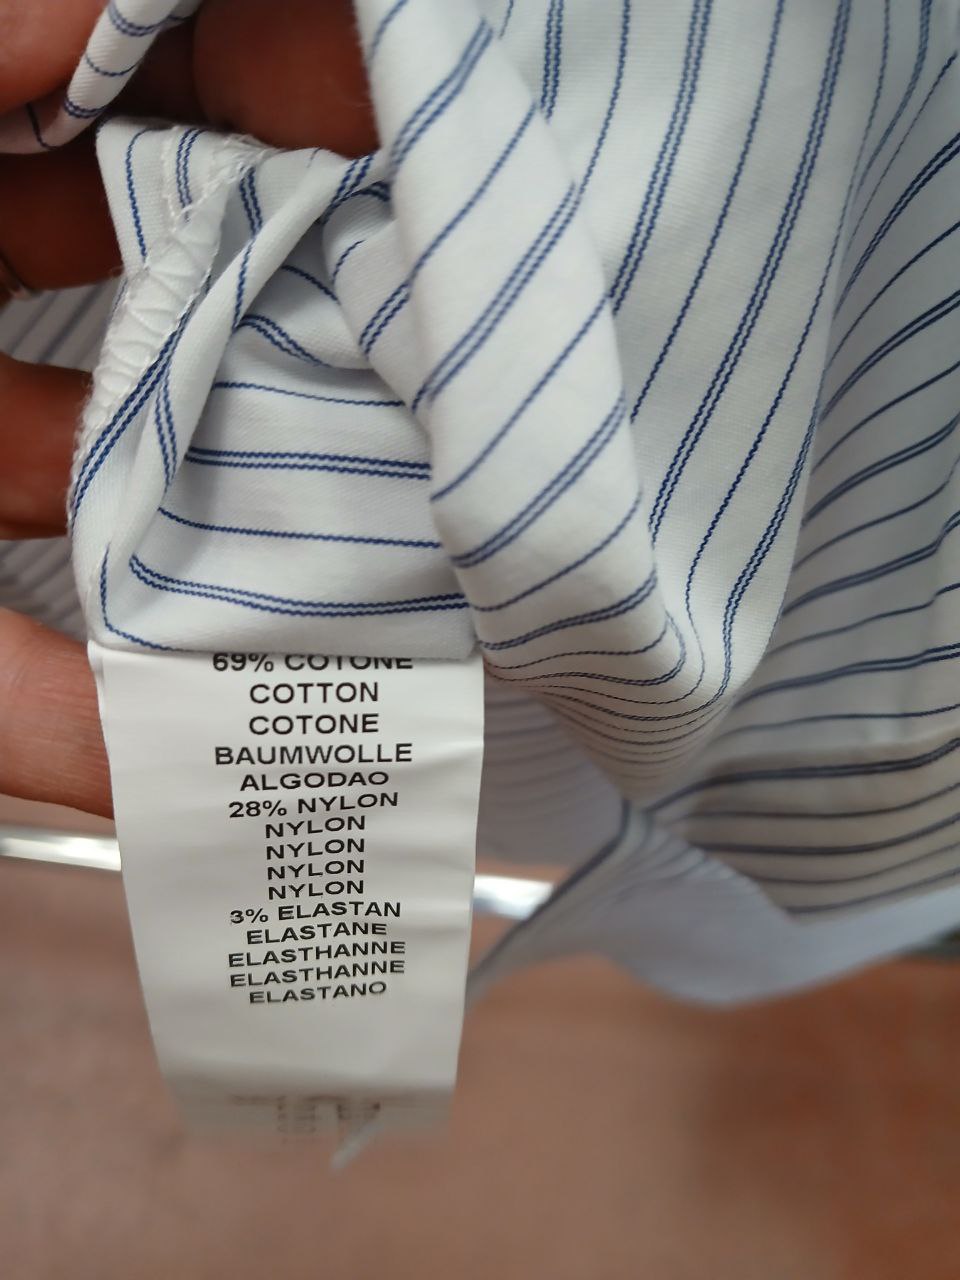 69% COTONE
COTTON
COTONE
BAUMWOLLE
ALGODAO
28% NYLON
NYLON
NYLON
NYLON
NYLON
3% ELASTAN
ELASTANE
ELASTHANNE
ELASTHANNE
ELASTANO